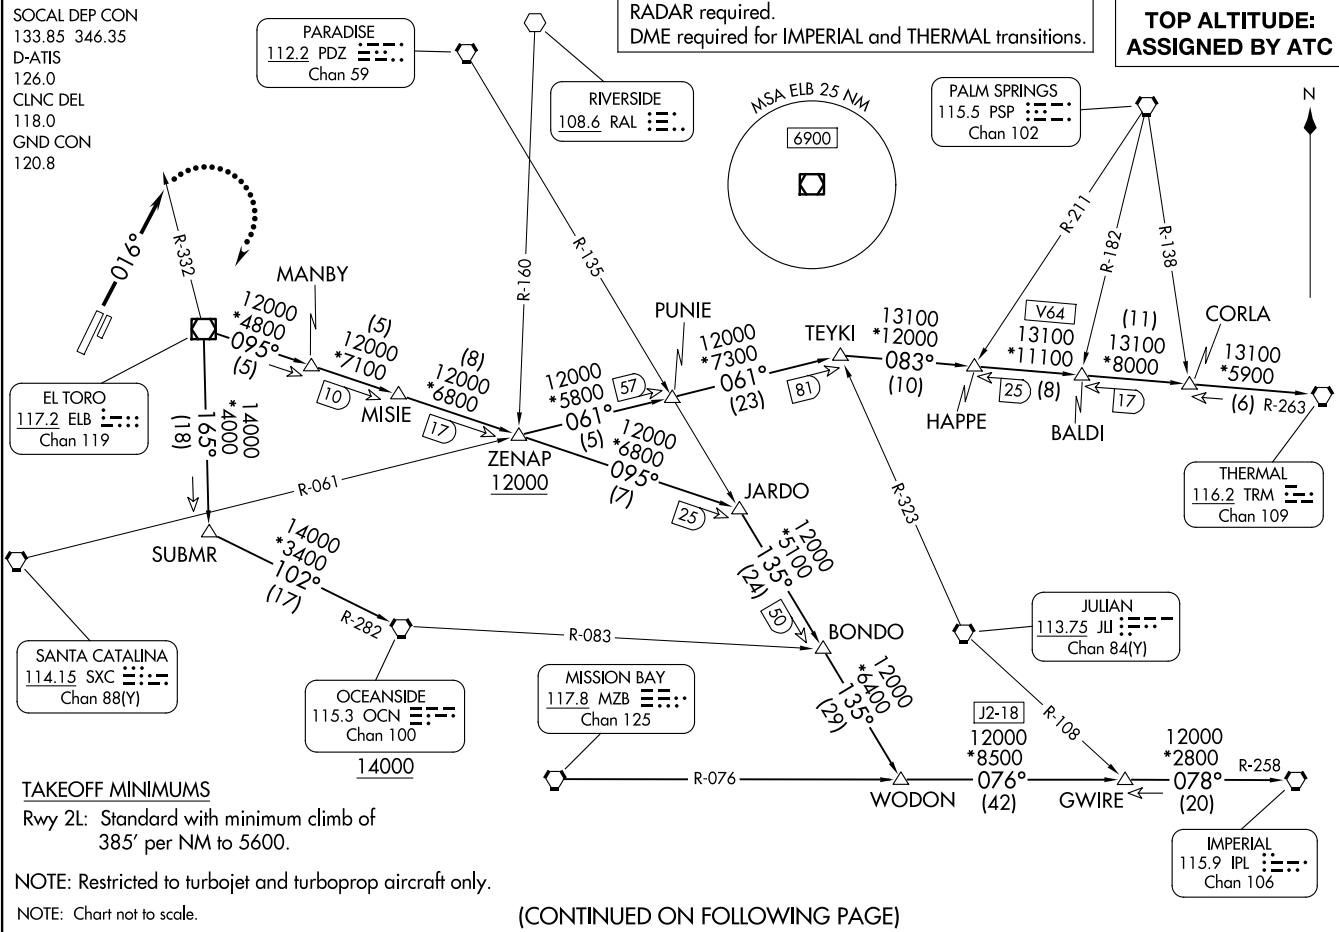 SOCAL DEP CON
133.85 346.35
D-ATIS
126.0
CLNC DEL
118.0
GND CON
120.8
PARADISE
112.2 PDZ
Chan 59
RIVERSIDE
108.6 RAL
RADAR required.
DME required for IMPERIAL and THERMAL transitions.
TOP ALTITUDE:
ASSIGNED BY ATC
MSA ELB 25 NM
6900
PALM SPRINGS
115.5 PSP
Chan 102
N
016°
R-332
R-160
R-135
R-211
R-182
R-138
MANBY
12000
*4800
095°
(5)
(5)
12000
*7100
10
MISIE
(8)
12000
*6800
17
EL TORO
117.2 ELB
Chan 119
14000
*4000
165°
(18)
ZENAP
12000
12000
*5800
061°
(5)
57
PUNIE
12000
*7300
061°
(23)
81
TEYKI
13100
*12000
083°
(10)
HAPPE
V64
13100
*11100
25
(8)
BALDI
(11)
13100
*8000
17
CORLA
13100
*5900
(6)
R-263
THERMAL
116.2 TRM
Chan 109
12000
*6800
095°
(7)
25
JARDO
R-061
R-323
SUBMR
14000
*3400
102°
(17)
R-282
12000
*5100
135°
(24)
50
BONDO
R-083
SANTA CATALINA
114.15 SXC
Chan 88(Y)
OCEANSIDE
115.3 OCN
Chan 100
14000
MISSION BAY
117.8 MZB
Chan 125
JULIAN
113.75 JLI
Chan 84(Y)
12000
*6400
135°
(29)
R-108
R-076
WODON
J2-18
12000
*8500
076°
(42)
GWIRE
12000
*2800
078°
(20)
R-258
IMPERIAL
115.9 IPL
Chan 106
TAKEOFF MINIMUMS
Rwy 2L: Standard with minimum climb of
385' per NM to 5600.
NOTE: Restricted to turbojet and turboprop aircraft only.
NOTE: Chart not to scale.
(CONTINUED ON FOLLOWING PAGE)